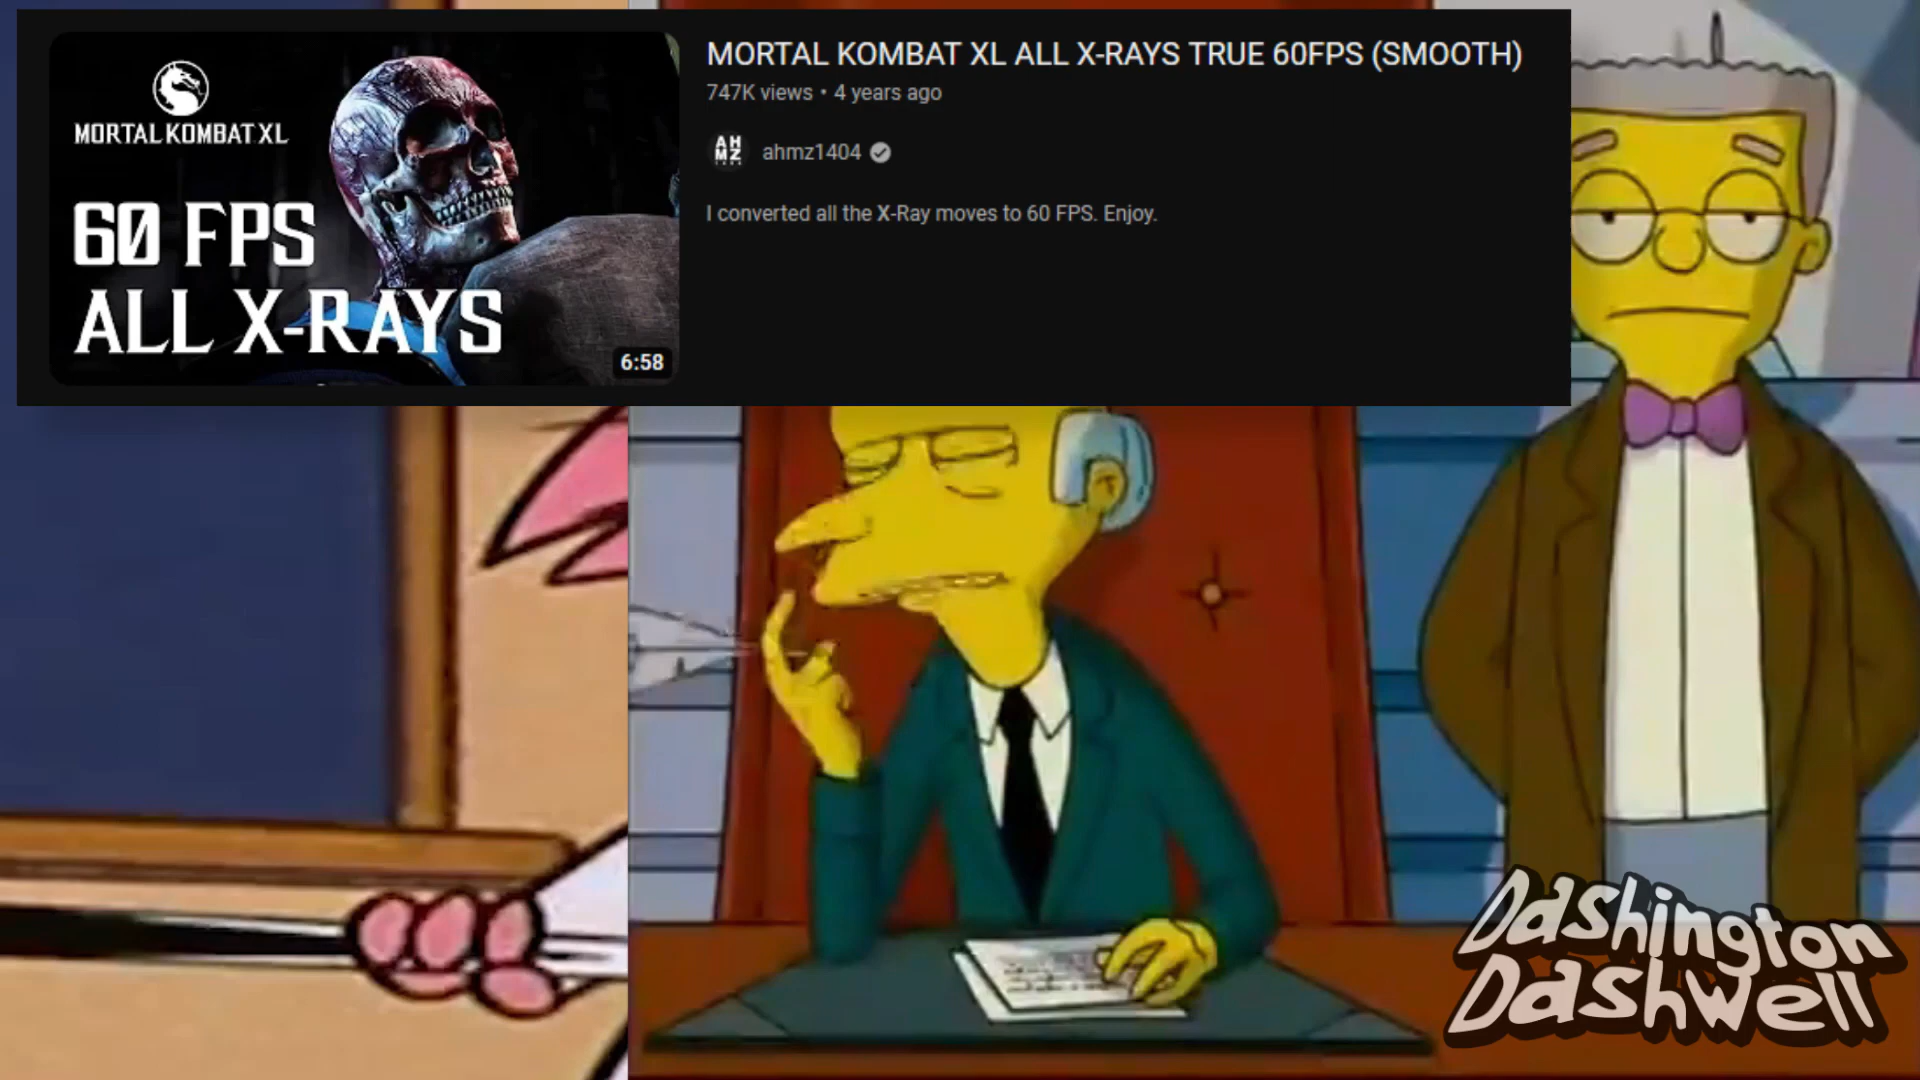 MORTAL KOMBAT XL ALL X-RAYS TRUE 60FPS (SMOOTH)
747K views • 4 years ago
AH
MZ
ahmz1404
I converted all the X-Ray moves to 60 FPS. Enjoy.
MORTAL KOMBAT XL
60 FPS
ALL X-RAYS
6:58
Dashington
Dashwell